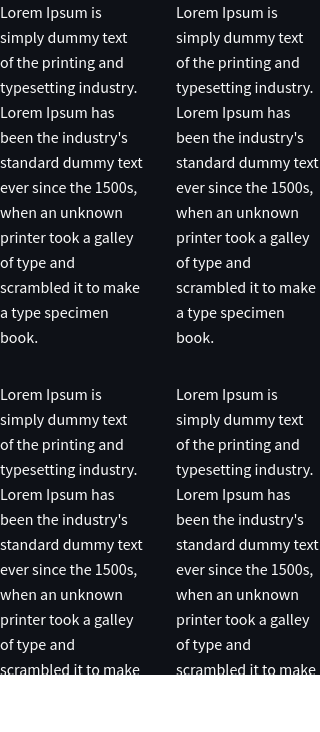 Lorem Ipsum is
simply dummy text
of the printing and
typesetting industry.
Lorem Ipsum has
been the industry's
standard dummy text
ever since the 1500s,
when an unknown
printer took a galley
of type and
scrambled it to make
a type specimen
book.
Lorem Ipsum is
simply dummy text
of the printing and
typesetting industry.
Lorem Ipsum has
been the industry's
standard dummy text
ever since the 1500s,
when an unknown
printer took a galley
of type and
scrambled it to make
a type specimen
book.
Lorem Ipsum is
simply dummy text
of the printing and
typesetting industry.
Lorem Ipsum has
been the industry's
standard dummy text
ever since the 1500s,
when an unknown
printer took a galley
of type and
scrambled it to make
Lorem Ipsum is
simply dummy text
of the printing and
typesetting industry.
Lorem Ipsum has
been the industry's
standard dummy text
ever since the 1500s,
when an unknown
printer took a galley
of type and
scrambled it to make